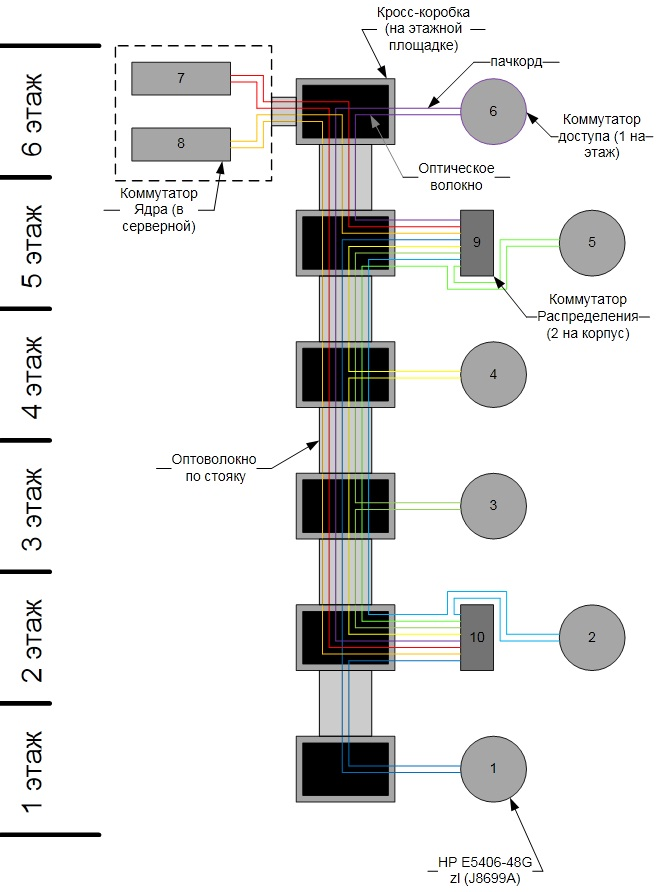 Кросс-коробка
(на этажной
площадке)
пачкорд
6 этаж
7
8
6
Коммутатор
доступа (1 на
этаж)
Оптическое
волокно
Коммутатор
Ядра (в
серверной)
5 этаж
9
5
Коммутатор
Распределения
(2 на корпус)
4 этаж
4
Оптоволокно
по стояку
3 этаж
3
2 этаж
10
2
1 этаж
1
HP E5406-48G
zl (J8699A)